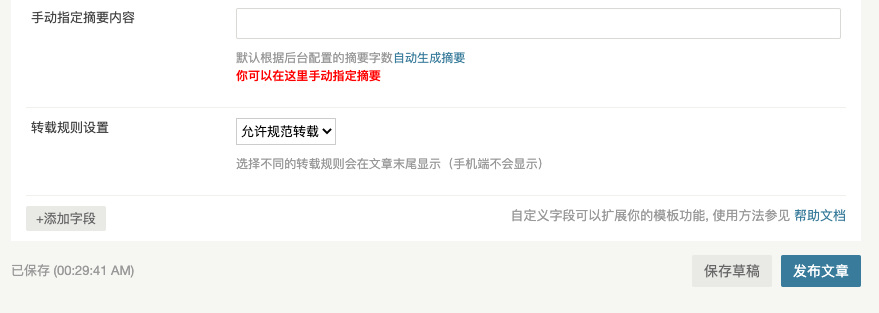 手动指定摘要内容
默认根据后台配置的摘要字数自动生成摘要
你可以在这里手动指定摘要
转载规则设置
允许规范转载
选择不同的转载规则会在文章末尾显示（手机端不会显示）
+添加字段
自定义字段可以扩展你的模板功能, 使用方法参见 帮助文档
已保存 (00:29:41 AM)
保存草稿
发布文章